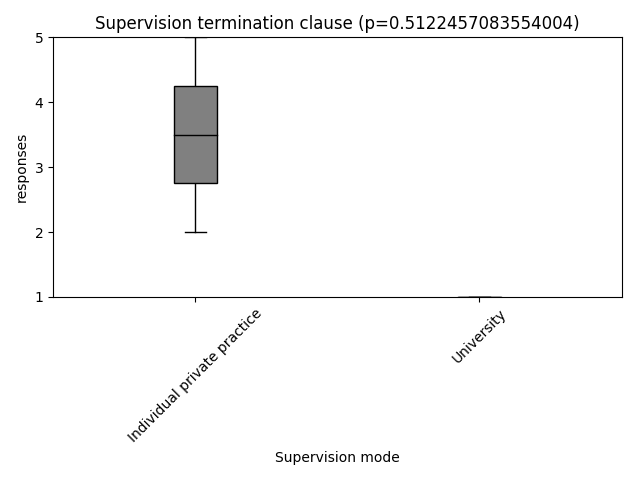 Supervision termination clause (p=0.5122457083554004)
5
4
3
2
1
responses
Individual private practice
University
Supervision mode